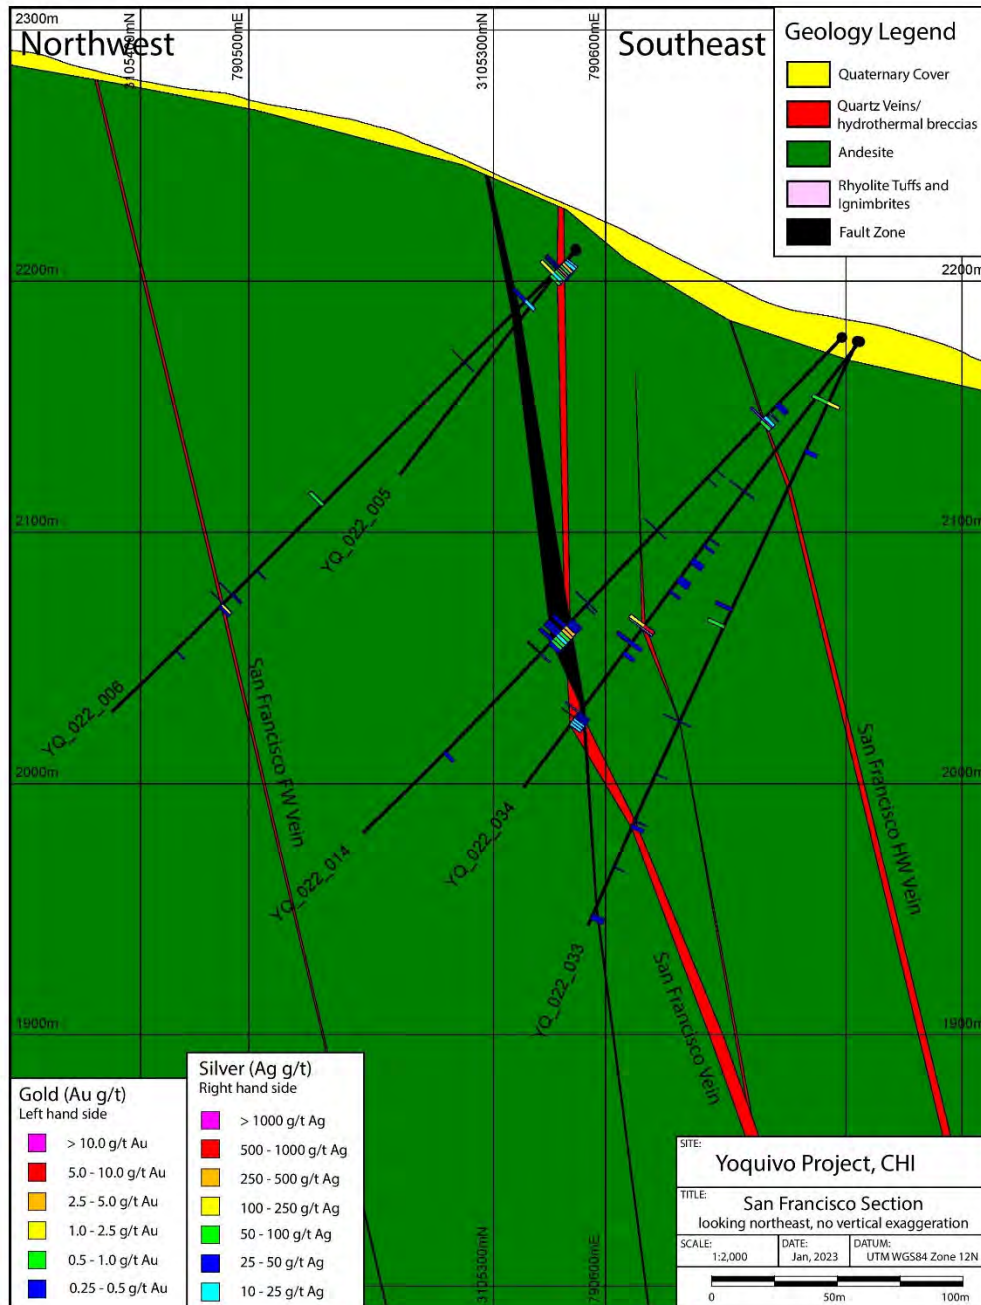 2300m
Northwest
3105400mN
790500mE
3105300mN
790600mE
Southeast
Geology Legend
Quaternary Cover
Quartz Veins/
hydrothermal breccias
Andesite
Rhyolite Tuffs and
Ignimbrites
Fault Zone
2200m
2200m
2100m
2100m
YQ_022_005
YQ_022_006
San Francisco FW Vein
YQ_022_014
YQ_022_034
YQ_022_033
San Francisco HW Vein
San Francisco Vein
2000m
2000m
1900m
1900m
Gold (Au g/t)
Left hand side
> 10.0 g/t Au
5.0 - 10.0 g/t Au
2.5 - 5.0 g/t Au
1.0 - 2.5 g/t Au
0.5 - 1.0 g/t Au
0.25 - 0.5 g/t Au
Silver (Ag g/t)
Right hand side
> 1000 g/t Ag
500 - 1000 g/t Ag
250 - 500 g/t Ag
100 - 250 g/t Ag
50 - 100 g/t Ag
25 - 50 g/t Ag
10 - 25 g/t Ag
3105300mN
790600mE
SITE:
Yoquivo Project, CHI
TITLE:
San Francisco Section
looking northeast, no vertical exaggeration
SCALE:
1:2,000
DATE:
Jan, 2023
DATUM:
UTM WGS84 Zone 12N
0 50m 100m